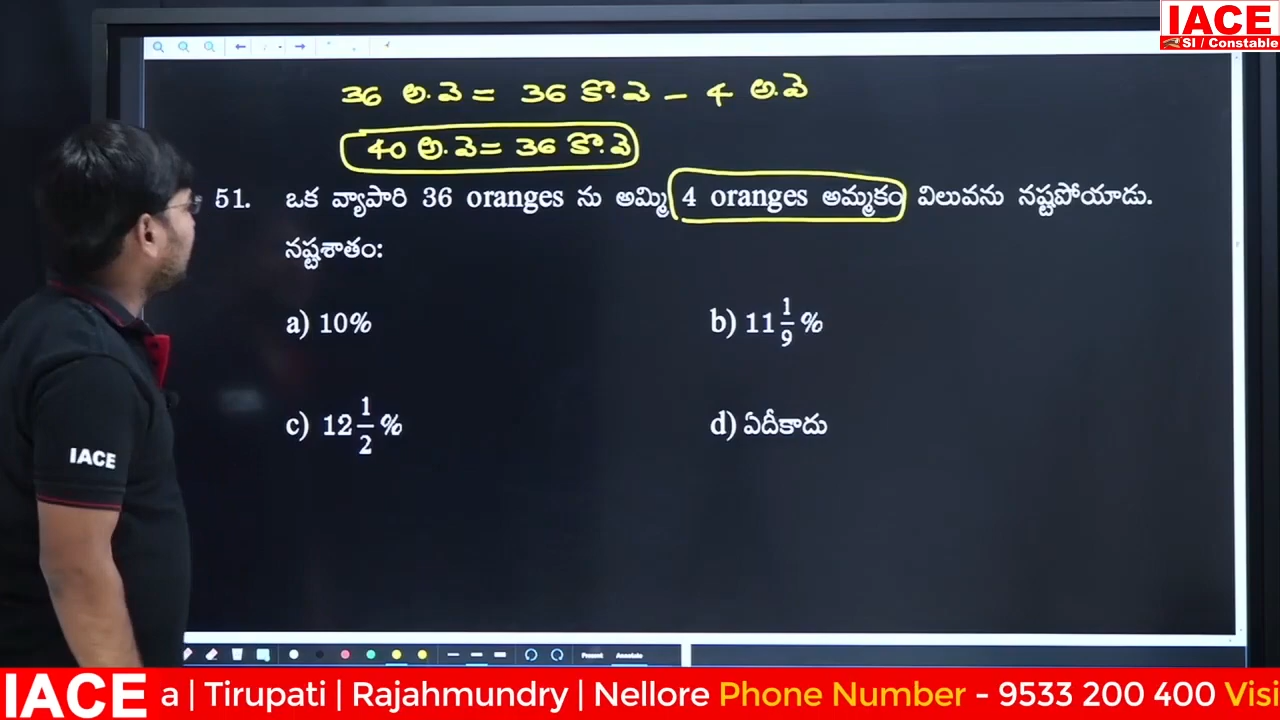 IACE
SI / Constable
36 అ.వె = 36 కొ.వె - 4 అ.వె
40 అ.వె = 36 కొ.వె
51. ఒక వ్యాపారి 36 oranges ను అమ్మి 4 oranges అమ్మకం విలువను నష్టపోయాడు.
నష్టశాతం:
a) 10% b) 11 1/9 %
c) 12 1/2 % d) ఏదీకాదు
IACE
Present Annotate
IACE a | Tirupati | Rajahmundry | Nellore Phone Number - 9533 200 400 Visi